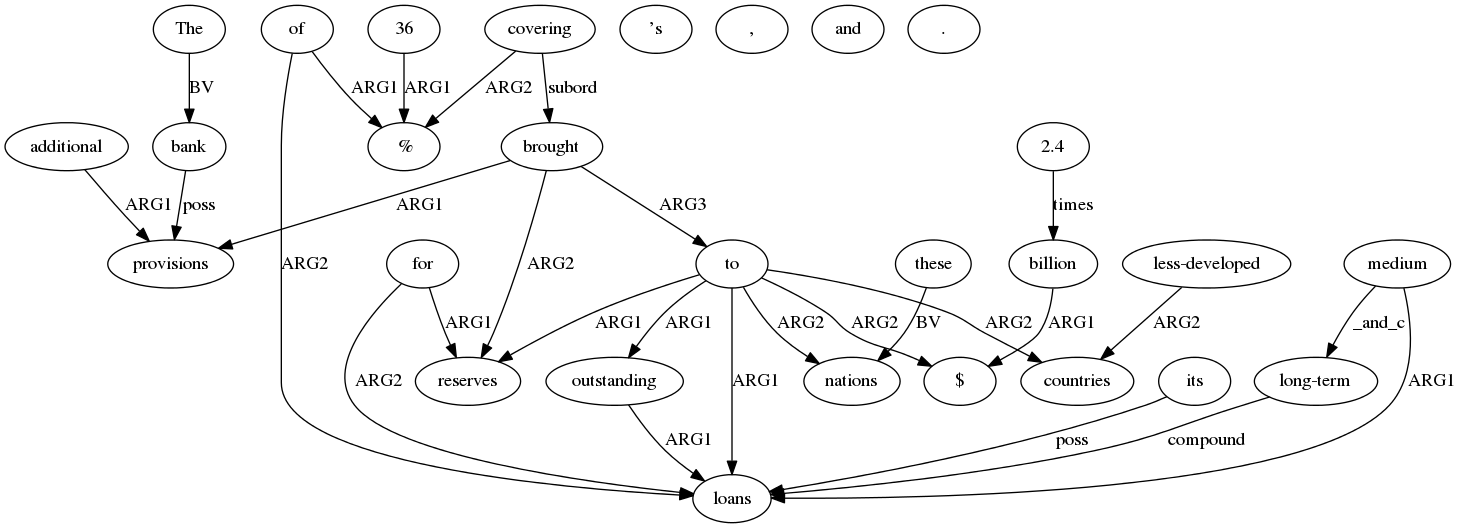 The of 36 covering ’s , and .
BV ARG1 ARG1 ARG2 subord
additional bank % brought 2.4
ARG1 poss ARG1 ARG3 times
provisions ARG2 for ARG2 to these billion less-developed medium
ARG1 ARG1 ARG1 ARG2 ARG2 BV ARG1 ARG2 ARG2 _and_c
ARG2 reserves outstanding ARG1 nations $ countries its long-term ARG1
ARG1 poss compound
loans